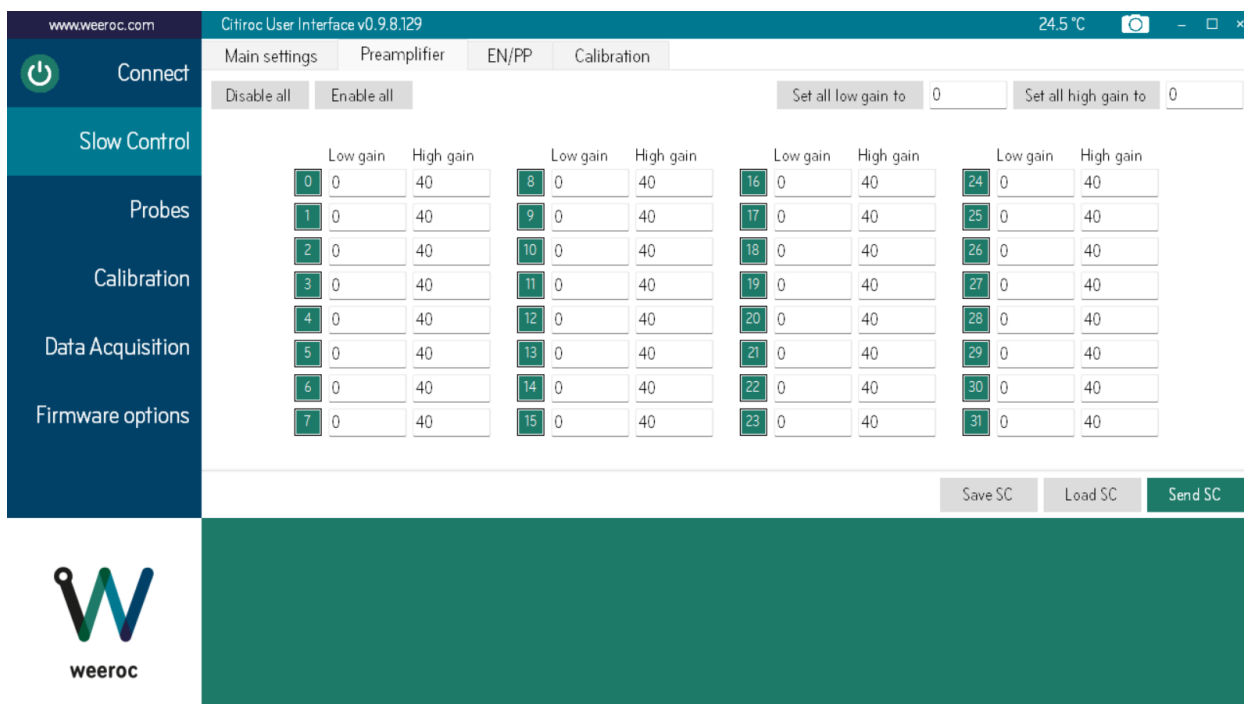 www.weeroc.com
Citiroc User Interface v0.9.8.129 24.5 °C
Connect
Slow Control
Probes
Calibration
Data Acquisition
Firmware options
Main settings Preamplifier EN/PP Calibration
Disable all Enable all Set all low gain to 0 Set all high gain to 0
Low gain High gain Low gain High gain Low gain High gain Low gain High gain
0 0 40 8 0 40 16 0 40 24 0 40
1 0 40 9 0 40 17 0 40 25 0 40
2 0 40 10 0 40 18 0 40 26 0 40
3 0 40 11 0 40 19 0 40 27 0 40
4 0 40 12 0 40 20 0 40 28 0 40
5 0 40 13 0 40 21 0 40 29 0 40
6 0 40 14 0 40 22 0 40 30 0 40
7 0 40 15 0 40 23 0 40 31 0 40
Save SC Load SC Send SC
weeroc